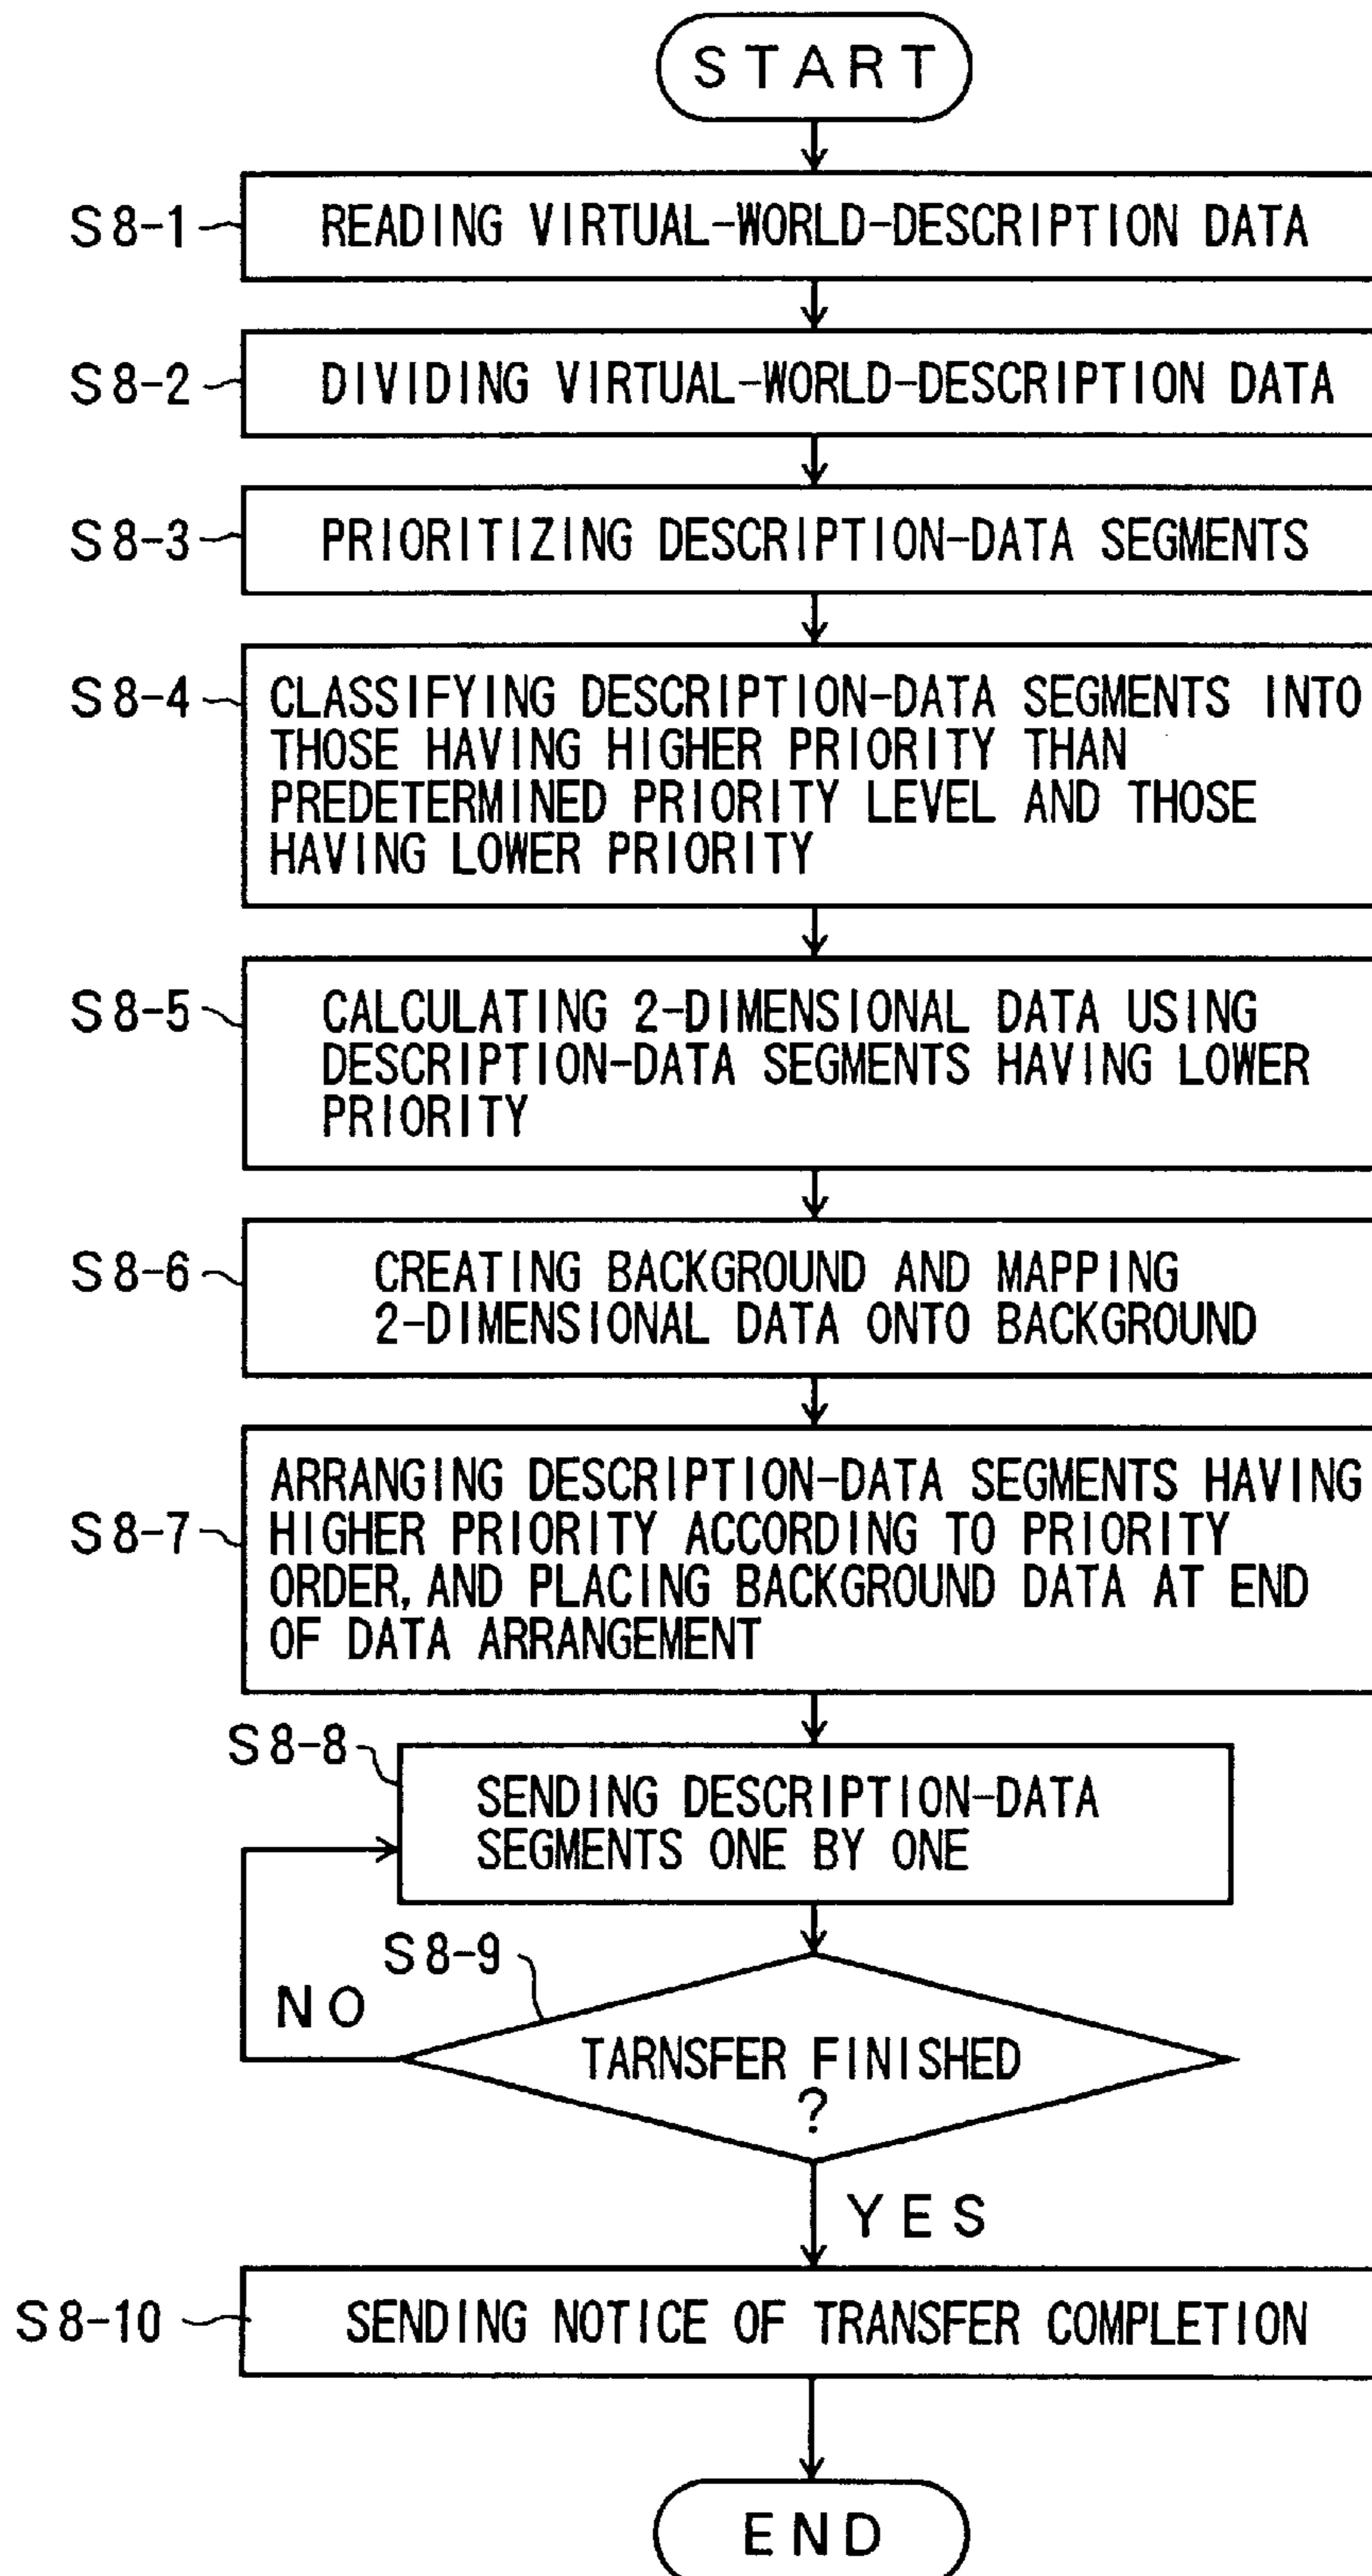 START
S8-1
READING VIRTUAL-WORLD-DESCRIPTION DATA
S8-2
DIVIDING VIRTUAL-WORLD-DESCRIPTION DATA
S8-3
PRIORITIZING DESCRIPTION-DATA SEGMENTS
S8-4
CLASSIFYING DESCRIPTION-DATA SEGMENTS INTO
THOSE HAVING HIGHER PRIORITY THAN
PREDETERMINED PRIORITY LEVEL AND THOSE
HAVING LOWER PRIORITY
S8-5
CALCULATING 2-DIMENSIONAL DATA USING
DESCRIPTION-DATA SEGMENTS HAVING LOWER
PRIORITY
S8-6
CREATING BACKGROUND AND MAPPING
2-DIMENSIONAL DATA ONTO BACKGROUND
S8-7
ARRANGING DESCRIPTION-DATA SEGMENTS HAVING
HIGHER PRIORITY ACCORDING TO PRIORITY
ORDER, AND PLACING BACKGROUND DATA AT END
OF DATA ARRANGEMENT
S8-8
SENDING DESCRIPTION-DATA
SEGMENTS ONE BY ONE
S8-9
NO
TARNSFER FINISHED
?
YES
S8-10
SENDING NOTICE OF TRANSFER COMPLETION
END